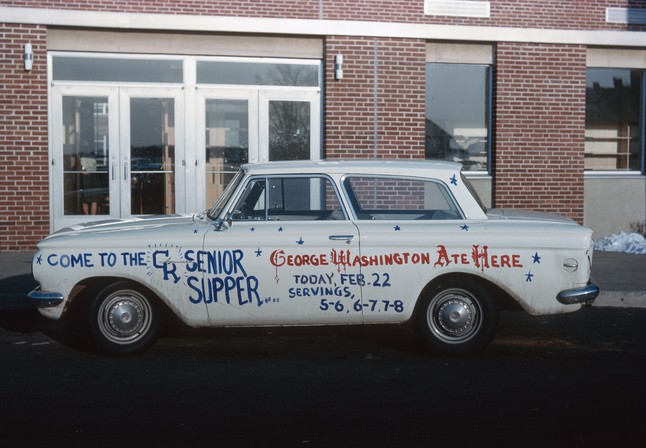 COME TO THE CR SENIOR
SUPPER
GEORGE WASHINGTON ATE HERE
TODAY, FEB. 22
SERVINGS,
5-6, 6-7, 7-8